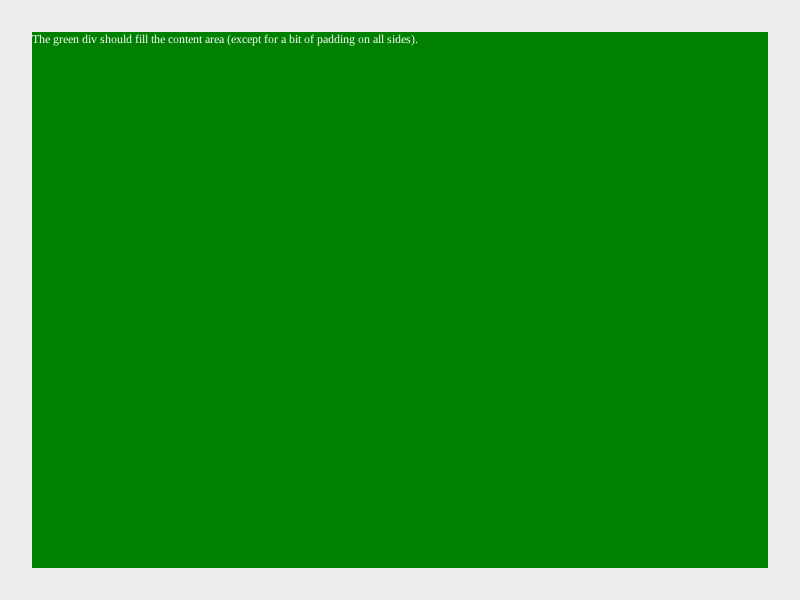 The green div should fill the content area (except for a bit of padding on all sides).